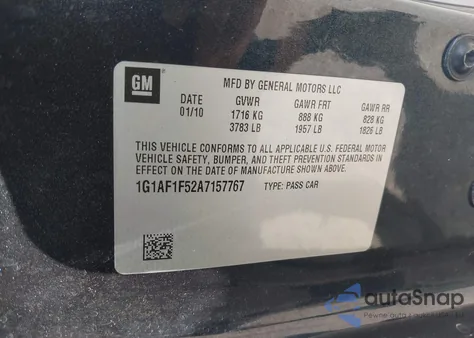 GM
MFD BY GENERAL MOTORS LLC
DATE GVWR GAWR FRT GAWR RR
01/10 1716 KG 888 KG 828 KG
3783 LB 1957 LB 1826 LB
THIS VEHICLE CONFORMS TO ALL APPLICABLE U.S. FEDERAL MOTOR
VEHICLE SAFETY, BUMPER, AND THEFT PREVENTION STANDARDS IN
EFFECT ON THE DATE OF MANUFACTURE SHOWN ABOVE.
1G1AF1F52A7157767 TYPE: PASS CAR
autoSnap